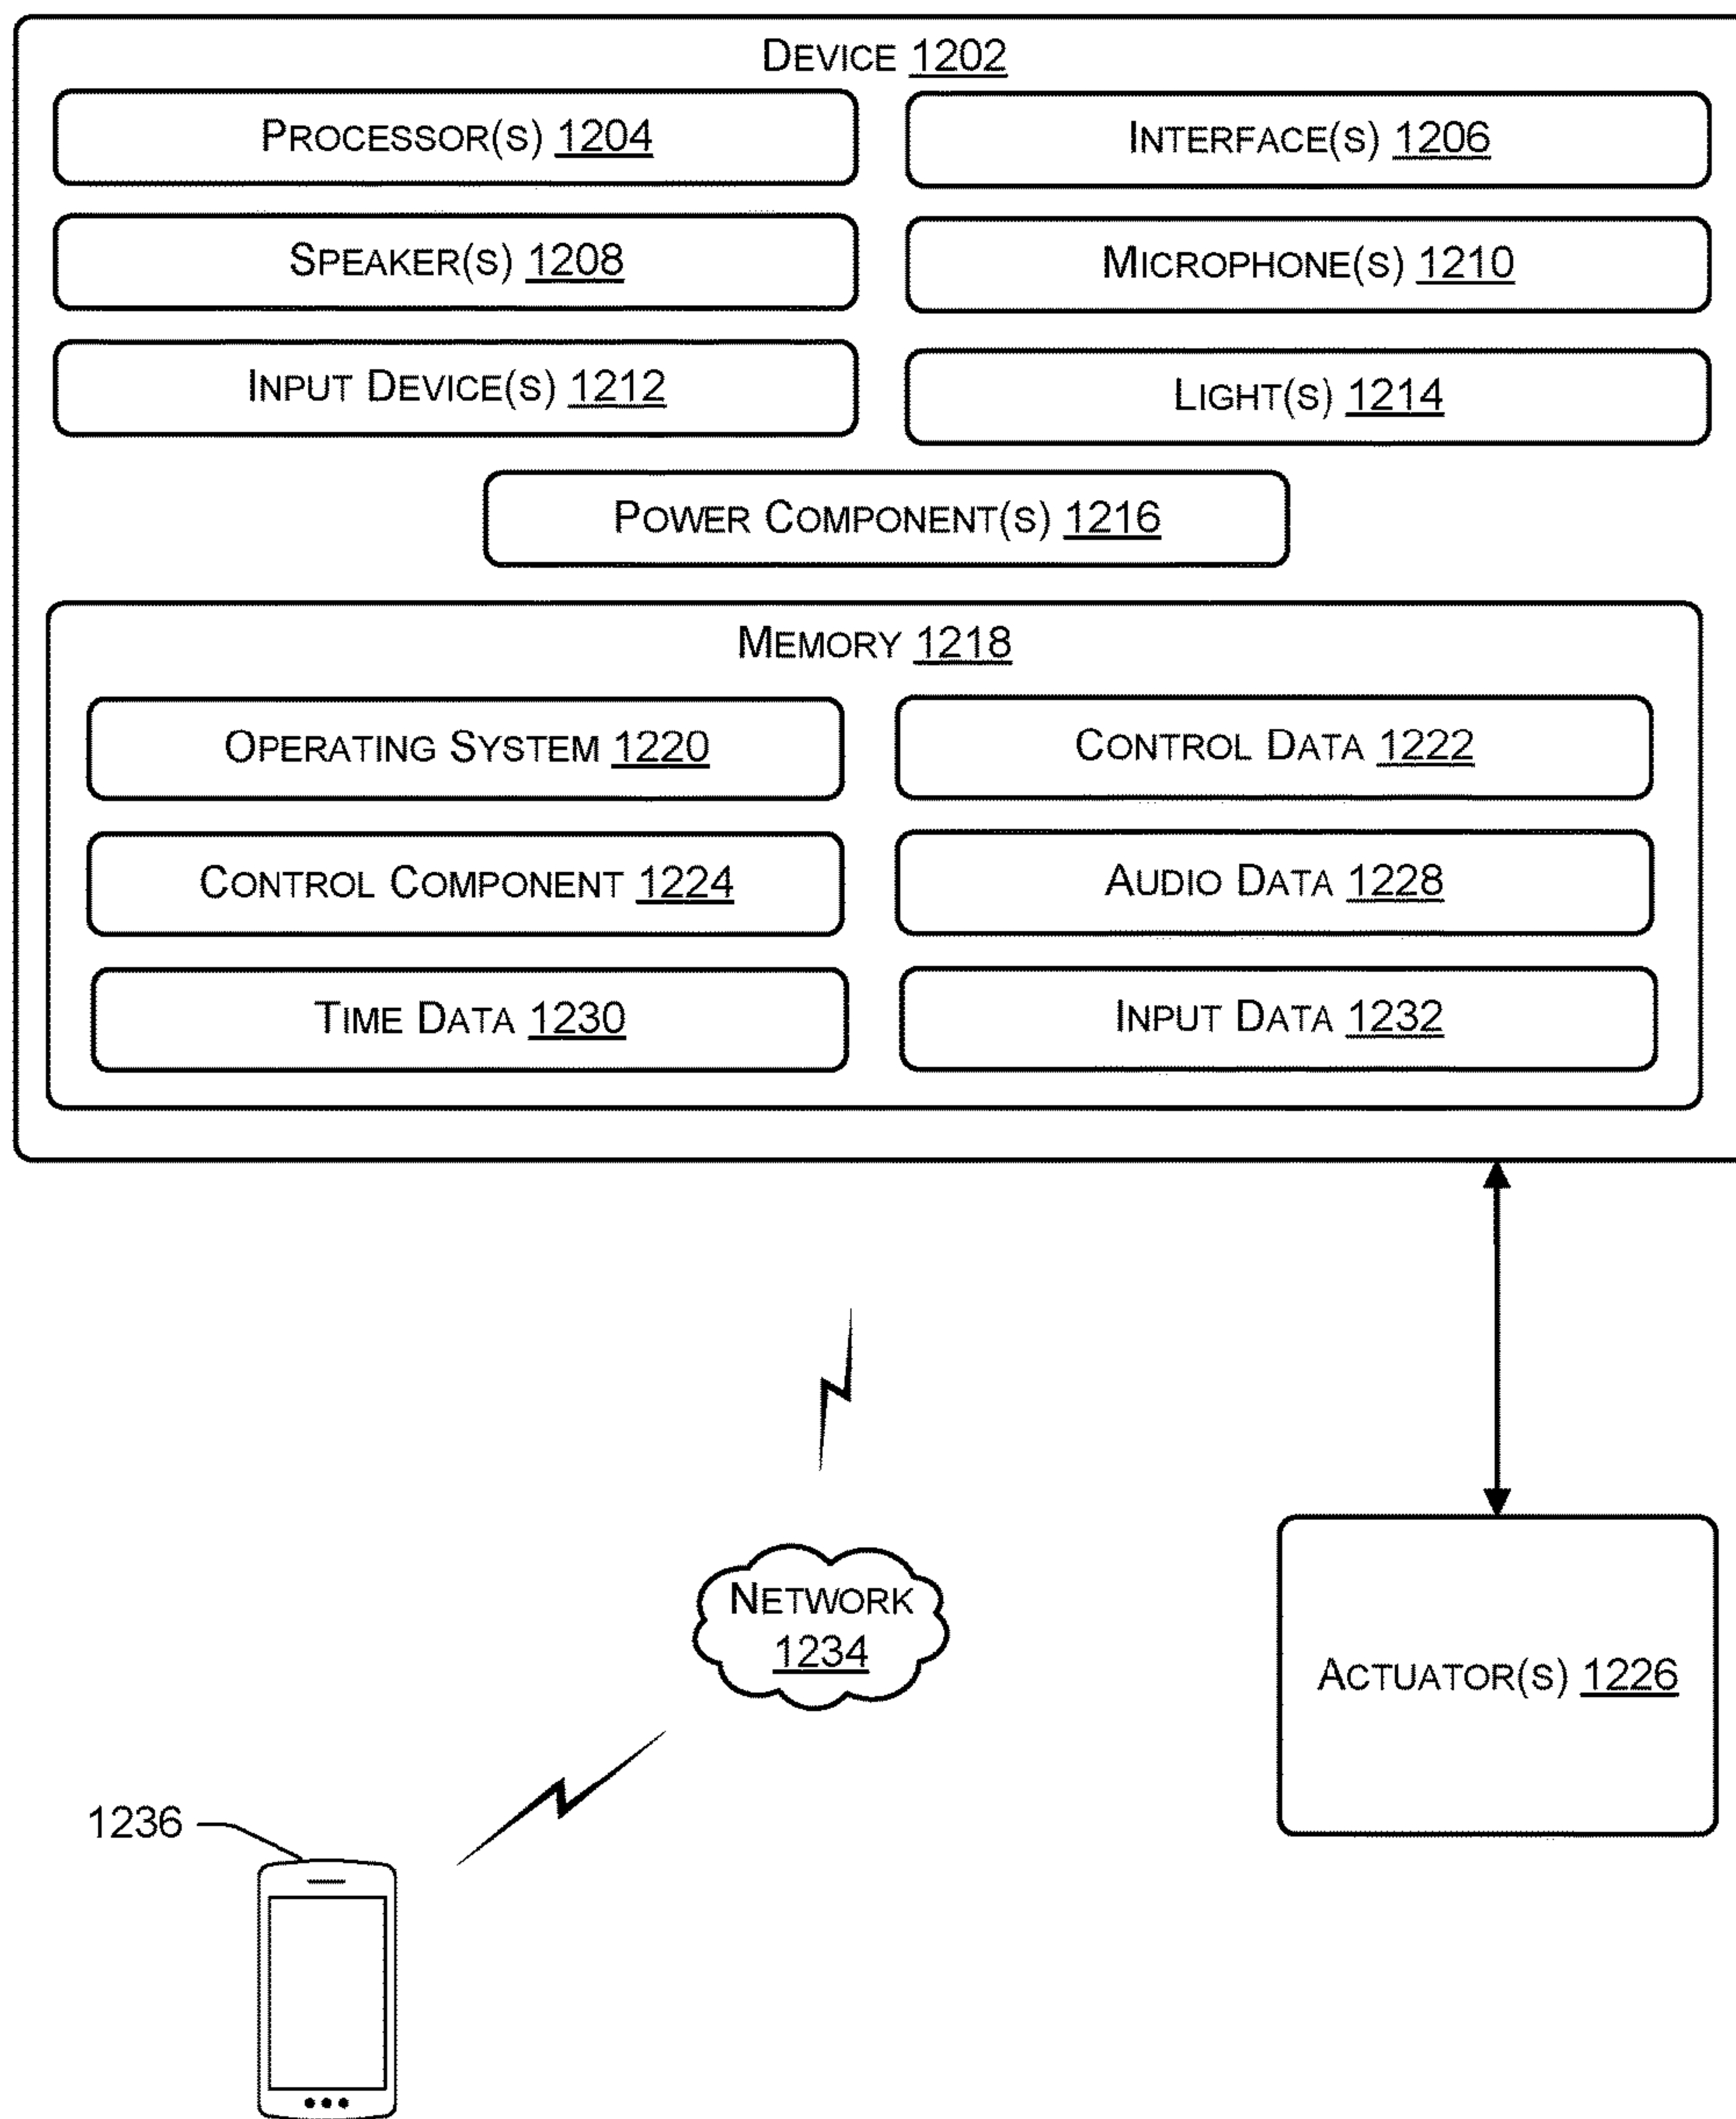 DEVICE 1202
PROCESSOR(S) 1204
INTERFACE(S) 1206
SPEAKER(S) 1208
MICROPHONE(S) 1210
INPUT DEVICE(S) 1212
LIGHT(S) 1214
POWER COMPONENT(S) 1216
MEMORY 1218
OPERATING SYSTEM 1220
CONTROL DATA 1222
CONTROL COMPONENT 1224
AUDIO DATA 1228
TIME DATA 1230
INPUT DATA 1232
NETWORK
1234
ACTUATOR(S) 1226
1236